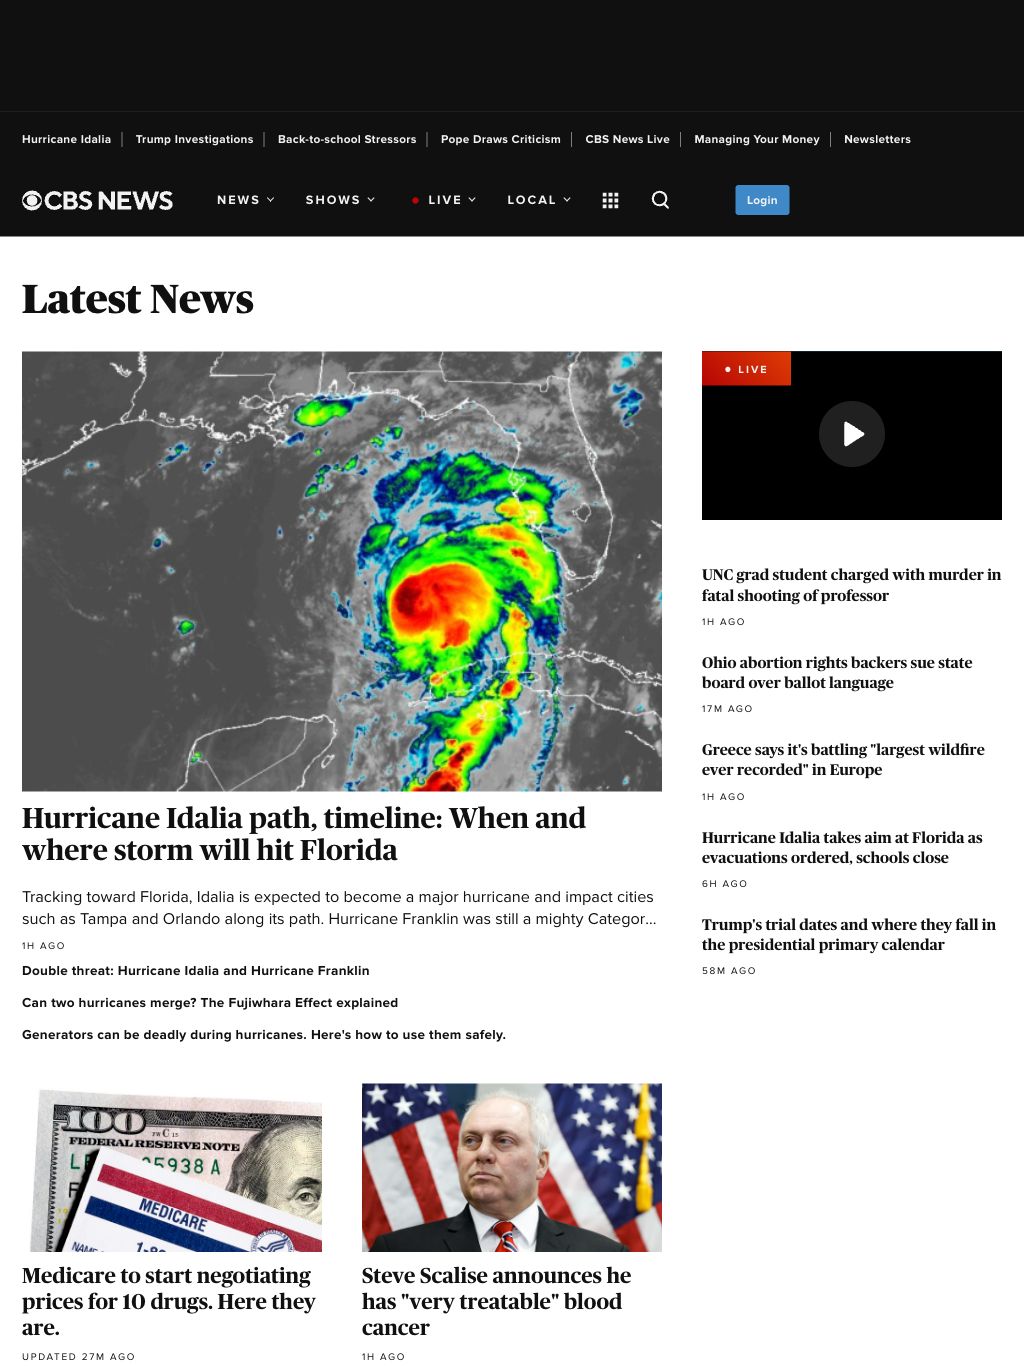 Hurricane Idalia
Trump Investigations
Back-to-school Stressors
Pope Draws Criticism
CBS News Live
Managing Your Money
Newsletters
CBS NEWS
NEWS
SHOWS
LIVE
LOCAL
Login
Latest News
Hurricane Idalia path, timeline: When and
where storm will hit Florida
Tracking toward Florida, Idalia is expected to become a major hurricane and impact cities
such as Tampa and Orlando along its path. Hurricane Franklin was still a mighty Categor...
1H AGO
Double threat: Hurricane Idalia and Hurricane Franklin
Can two hurricanes merge? The Fujiwhara Effect explained
Generators can be deadly during hurricanes. Here's how to use them safely.
LIVE
UNC grad student charged with murder in
fatal shooting of professor
1H AGO
Ohio abortion rights backers sue state
board over ballot language
17M AGO
Greece says it's battling "largest wildfire
ever recorded" in Europe
1H AGO
Hurricane Idalia takes aim at Florida as
evacuations ordered, schools close
6H AGO
Trump's trial dates and where they fall in
the presidential primary calendar
58M AGO
100
FEDERAL RESERVE NOTE
5938 A
MEDICARE
Medicare to start negotiating
prices for 10 drugs. Here they
are.
UPDATED 27M AGO
Steve Scalise announces he
has "very treatable" blood
cancer
1H AGO